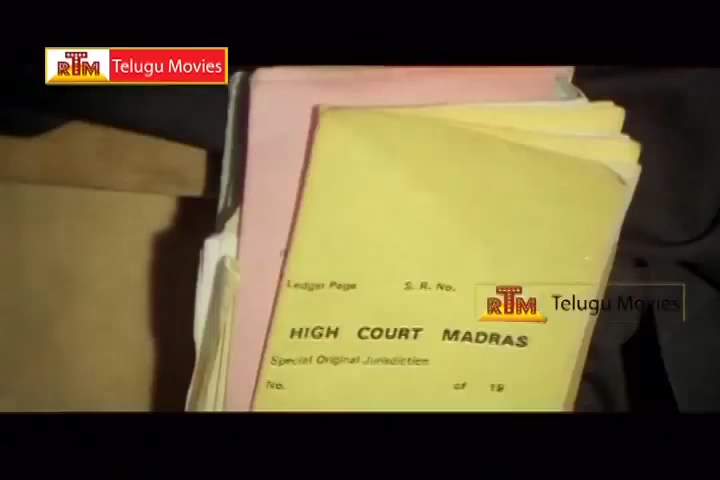 RTM Telugu Movies
Ledger Page S. R. No.
RTM Telugu Movies
HIGH COURT MADRAS
Special Original Jurisdiction
No. of 19